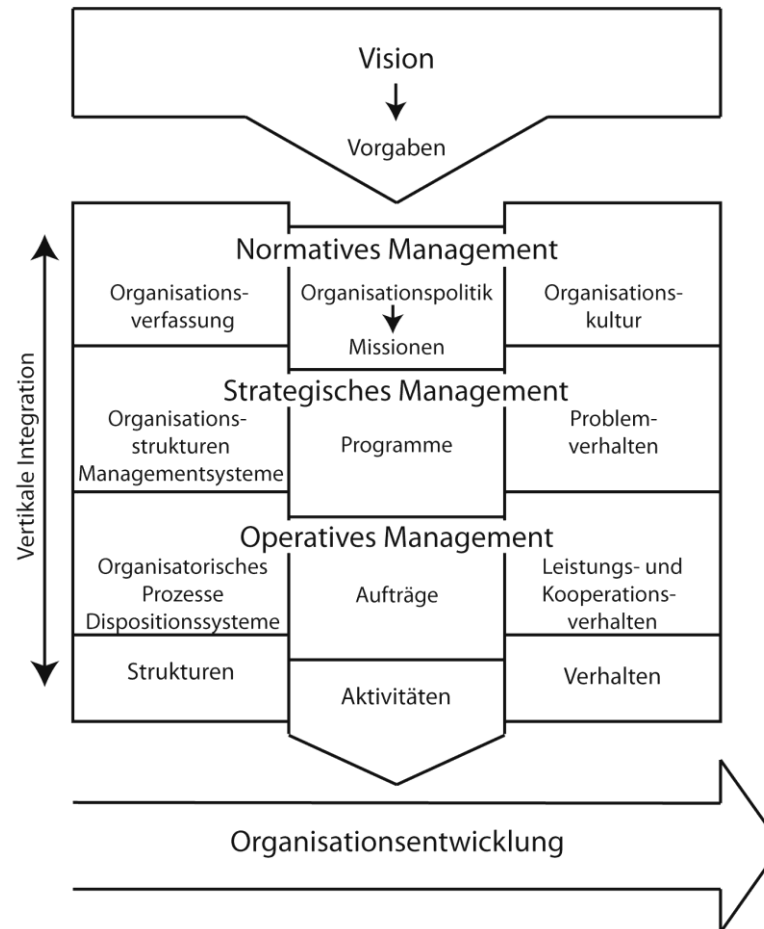 Vision
Vorgaben
Vertikale Integration
Normatives Management
Organisations-
verfassung
Organisationspolitik
Missionen
Organisations-
kultur
Strategisches Management
Organisations-
strukturen
Managementsysteme
Programme
Problem-
verhalten
Operatives Management
Organisatorisches
Prozesse
Dispositionssysteme
Aufträge
Leistungs- und
Kooperations-
verhalten
Strukturen
Aktivitäten
Verhalten
Organisationsentwicklung